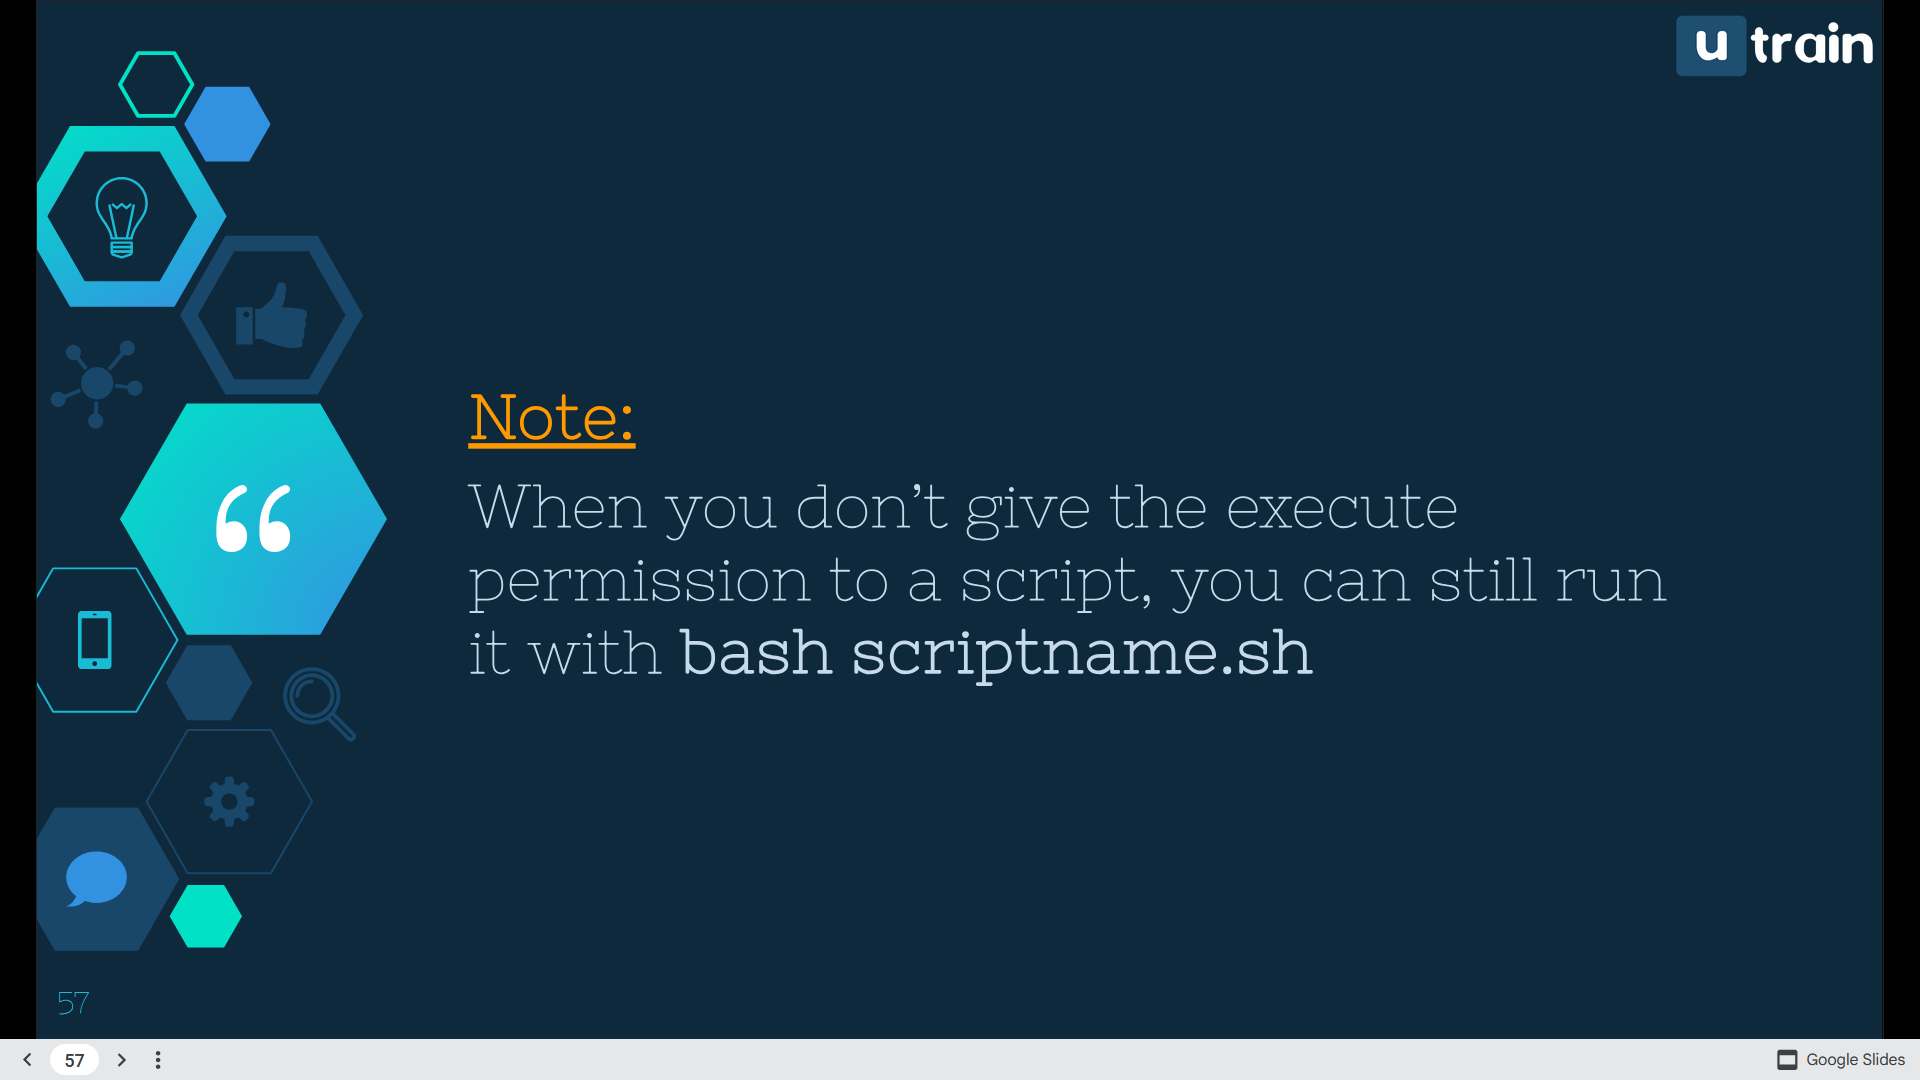 u train
Note:
When you don’t give the execute
permission to a script, you can still run
it with bash scriptname.sh
57
57
Google Slides